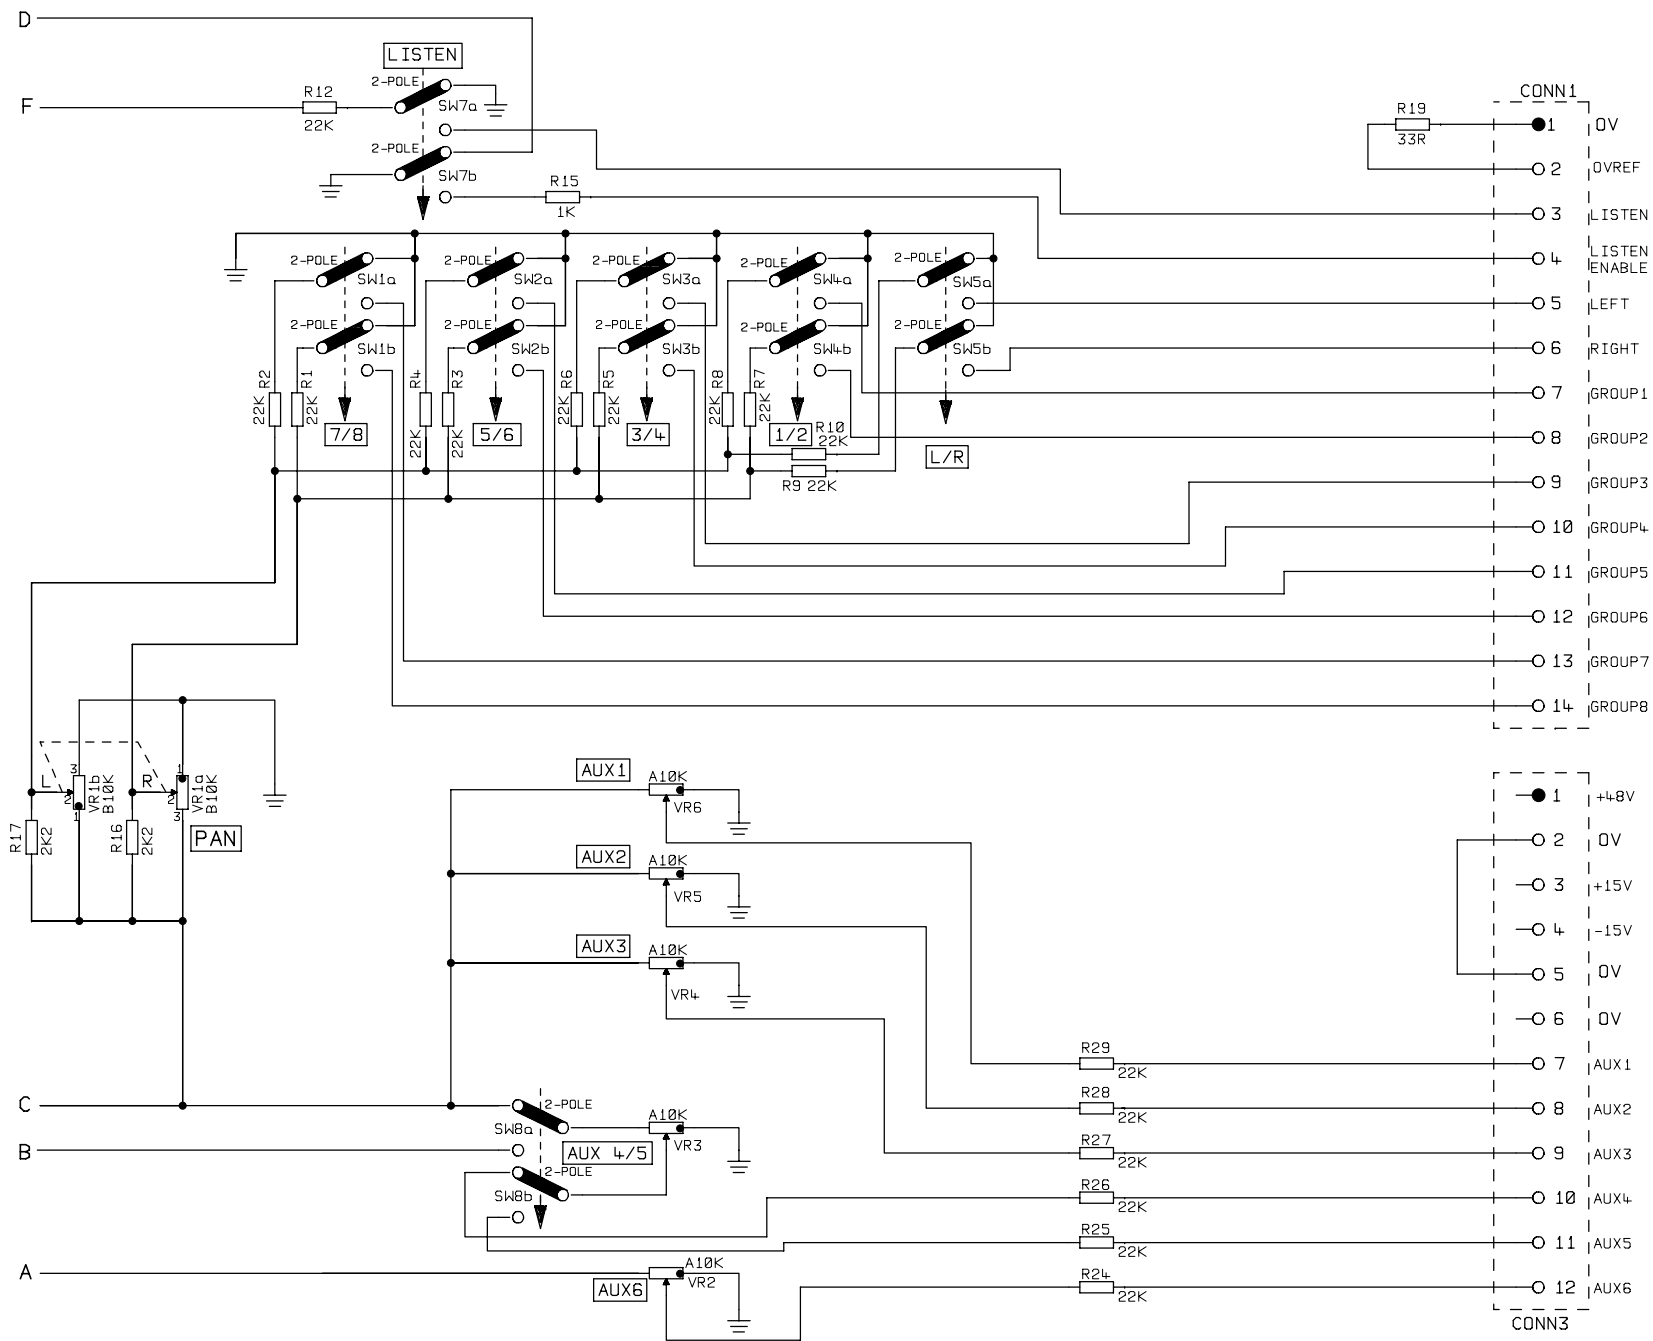 D
LISTEN
2-POLE
SW7a
F
R12
22K
2-POLE
SW7b
R15
1K
CONN1
R19
33R
1 0V
2 0VREF
3 LISTEN
4 LISTEN
ENABLE
5 LEFT
6 RIGHT
7 GROUP1
8 GROUP2
9 GROUP3
10 GROUP4
11 GROUP5
12 GROUP6
13 GROUP7
14 GROUP8
2-POLE 2-POLE 2-POLE 2-POLE 2-POLE
SW1a SW2a SW3a SW4a SW5a
2-POLE 2-POLE 2-POLE 2-POLE 2-POLE
SW1b SW2b SW3b SW4b SW5b
R2 R1 R4 R3 R6 R5 R8 R7
22K 22K 22K 22K 22K 22K 22K 22K
7/8 5/6 3/4 1/2 L/R
R10
22K
R9 22K
L
3
2
1
VR1b
B10K
R
1
2
3
VR1a
B10K
R17
2K2
R16
2K2
PAN
AUX1
A10K
VR6
AUX2
A10K
VR5
AUX3
A10K
VR4
C
2-POLE
SW8a
A10K
VR3
B
AUX 4/5
2-POLE
SW8b
A
A10K
VR2
AUX6
R29
22K
R28
22K
R27
22K
R26
22K
R25
22K
R24
22K
1 +48V
2 0V
3 +15V
4 -15V
5 0V
6 0V
7 AUX1
8 AUX2
9 AUX3
10 AUX4
11 AUX5
12 AUX6
CONN3